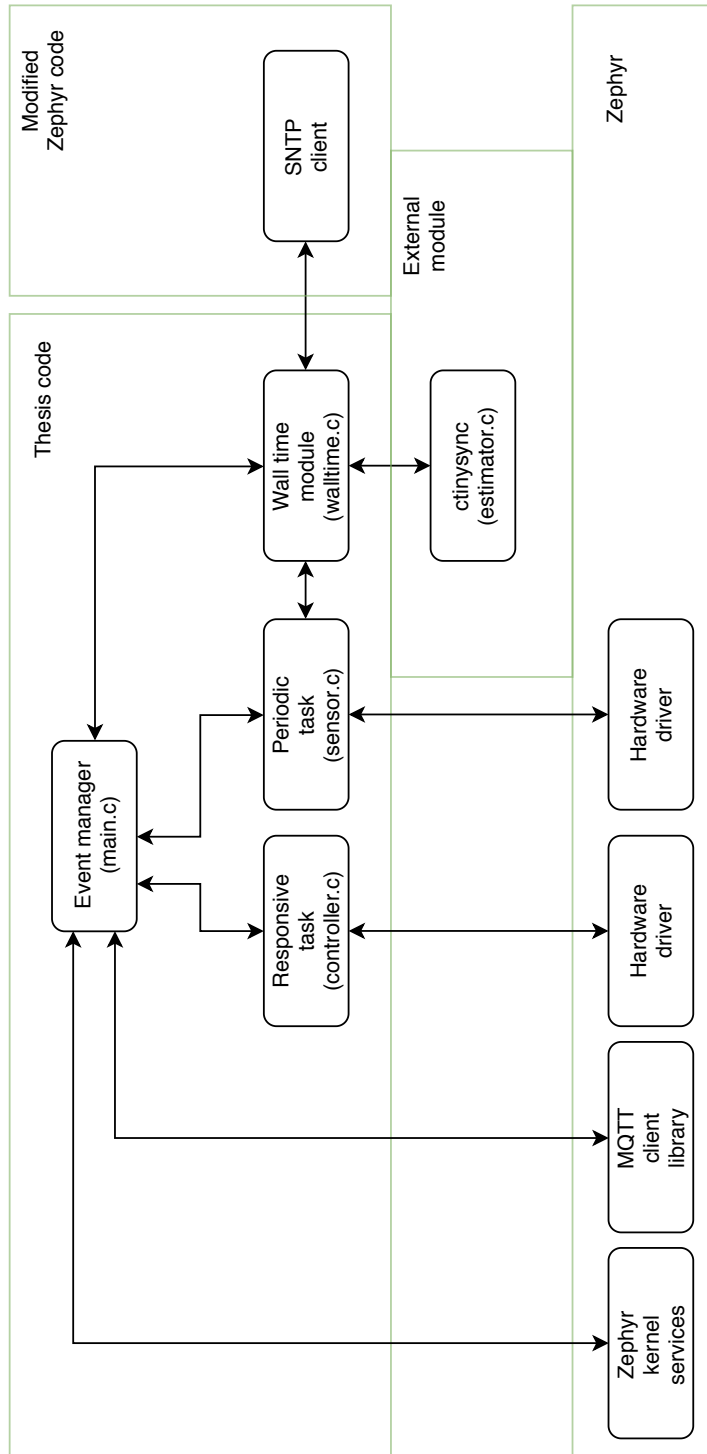 Thesis code
Modified
Zephyr code
Event manager
(main.c)
Responsive
task
(controller.c)
Periodic
task
(sensor.c)
Wall time
module
(walltime.c)
SNTP
client
External
module
ctinysync
(estimator.c)
Zephyr
Zephyr
kernel
services
MQTT
client
library
Hardware
driver
Hardware
driver